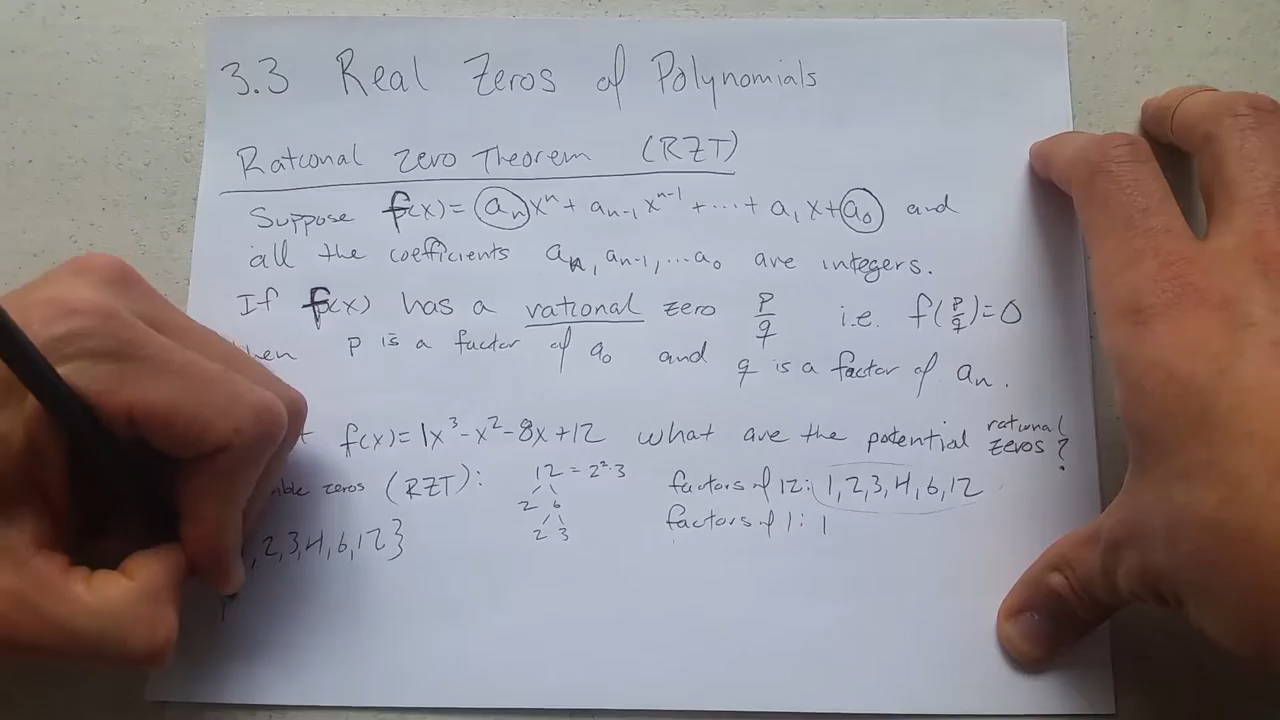 3.3 Real Zeros of Polynomials
Rational zero Theorem (RZT)
Suppose f(x) = aₙxⁿ + aₙ₋₁xⁿ⁻¹ + ... + a₁x + a₀ and
all the coefficients aₙ, aₙ₋₁, ... a₀ are integers.
If f(x) has a rational zero p/q i.e. f(p/q) = 0
p is a factor of a₀ and q is a factor of aₙ.
f(x) = 1x³ - x² - 8x + 12 what are the potential rational zeros?
zeros (RZT):
12 = 2²·3
2 6
2 3
factors of 12: 1, 2, 3, 4, 6, 12
factors of 1: 1
, 2, 3, 4, 6, 12}